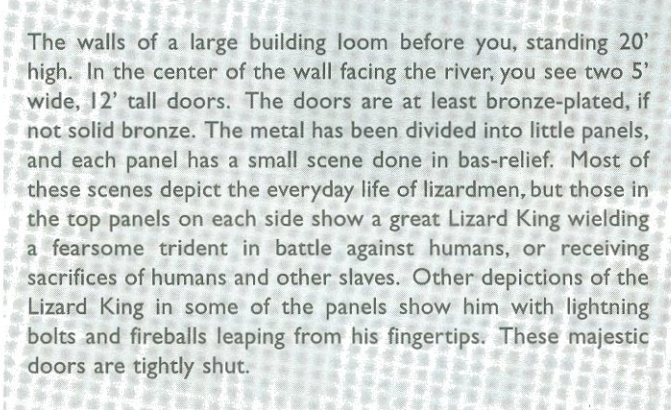 The walls of a large building loom before you, standing 20'
high. In the center of the wall facing the river, you see two 5'
wide, 12' tall doors. The doors are at least bronze-plated, if
not solid bronze. The metal has been divided into little panels,
and each panel has a small scene done in bas-relief. Most of
these scenes depict the everyday life of lizardmen, but those in
the top panels on each side show a great Lizard King wielding
a fearsome trident in battle against humans, or receiving
sacrifices of humans and other slaves. Other depictions of the
Lizard King in some of the panels show him with lightning
bolts and fireballs leaping from his fingertips. These majestic
doors are tightly shut.